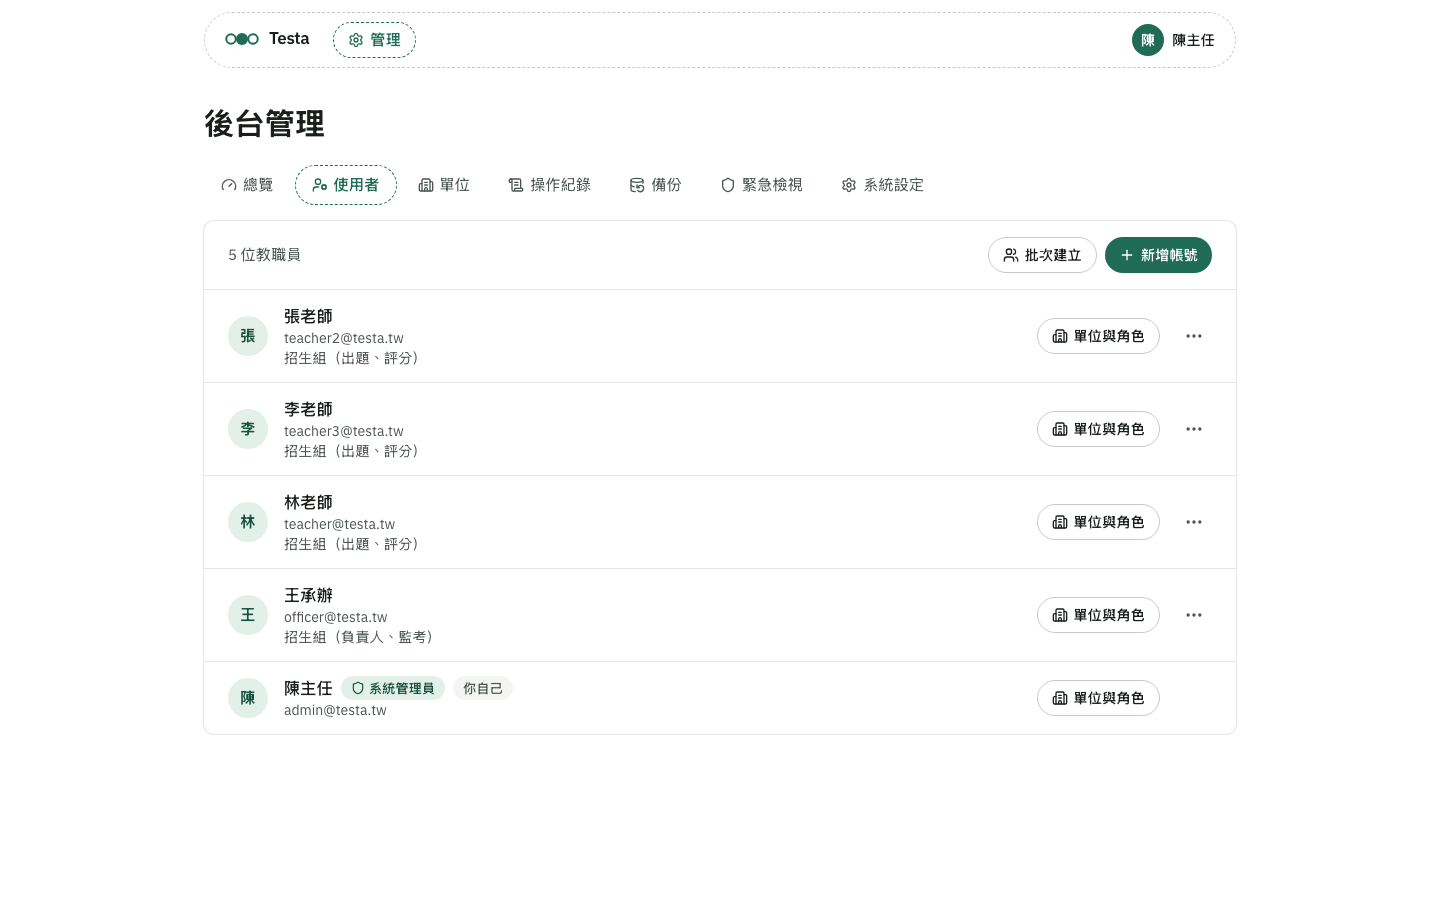 Testa
管理
陳
陳主任
後台管理
總覽
使用者
單位
操作紀錄
備份
緊急檢視
系統設定
5 位教職員
批次建立
新增帳號
張
張老師
teacher2@testa.tw
招生組（出題、評分）
單位與角色
李
李老師
teacher3@testa.tw
招生組（出題、評分）
單位與角色
林
林老師
teacher@testa.tw
招生組（出題、評分）
單位與角色
王
王承辦
officer@testa.tw
招生組（負責人、監考）
單位與角色
陳
陳主任
系統管理員
你自己
admin@testa.tw
單位與角色